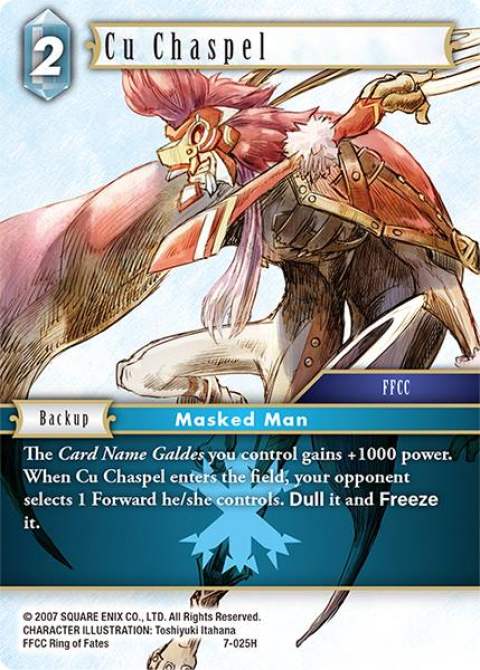 2
Cu Chaspel
FFCC
Backup
Masked Man
The Card Name Galdes you control gains +1000 power.
When Cu Chaspel enters the field, your opponent
selects 1 Forward he/she controls. Dull it and Freeze
it.
© 2007 SQUARE ENIX CO., LTD. All Rights Reserved.
CHARACTER ILLUSTRATION: Toshiyuki Itahana
FFCC Ring of Fates
7-025H